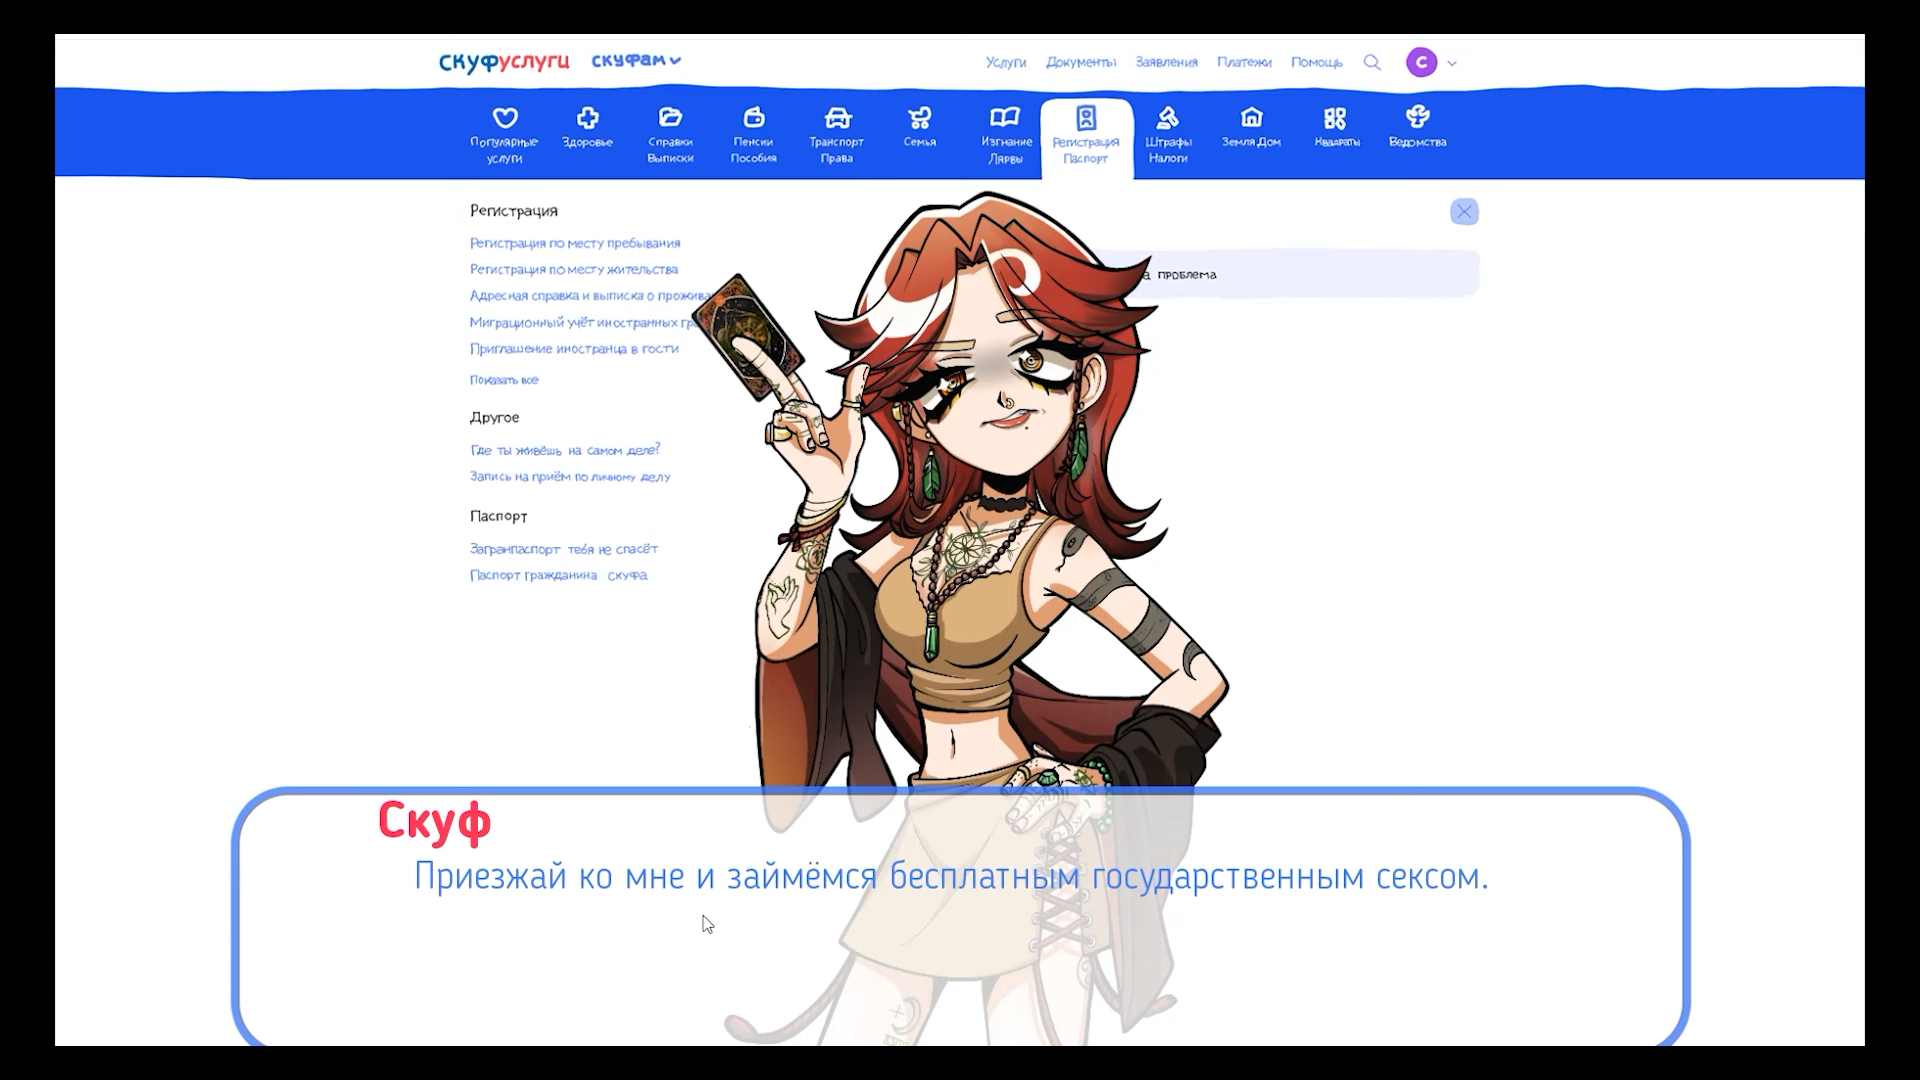 скуфуслуги скуфам Услуги Документы Заявления Платежи Помощь С
Популярные услуги
Здоровье
Справки Выписки
Пенсии Пособия
Транспорт Права
Семья
Изгнание Лярвы
Регистрация Паспорт
Штрафы Налоги
Земля Дом
Квадраты
Ведомства
Регистрация
Регистрация по месту пребывания
Регистрация по месту жительства
Адресная справка и выписка о прожива
Миграционный учёт иностранных гра
Приглашение иностранца в гости
Показать все
Другое
Где ты живёшь на самом деле?
Запись на приём по личному делу
Паспорт
Загранпаспорт тебя не спасёт
Паспорт гражданина скуфа
а проблема
Скуф
Приезжай ко мне и займёмся бесплатным государственным сексом.